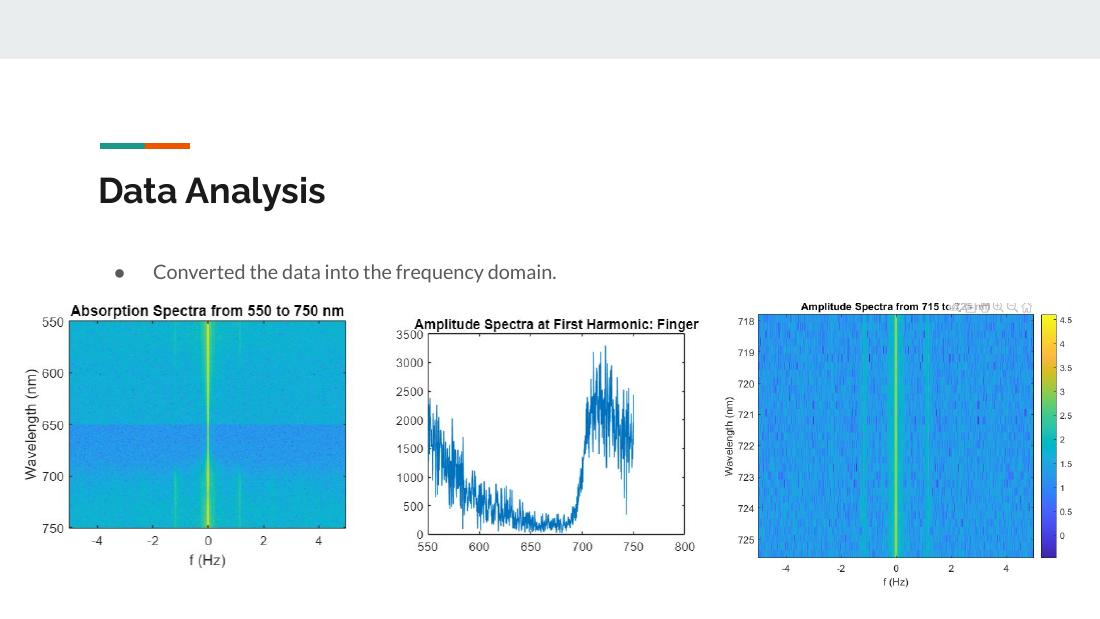 Data Analysis
● Converted the data into the frequency domain.
Absorption Spectra from 550 to 750 nm
550
600
650
700
750
Wavelength (nm)
-4 -2 0 2 4
f (Hz)
Amplitude Spectra at First Harmonic: Finger
3500
3000
2500
2000
1500
1000
500
0
550 600 650 700 750 800
Amplitude Spectra from 715 to
718
719
720
721
722
723
724
725
Wavelength (nm)
-4 -2 0 2 4
f (Hz)
4.5
4
3.5
3
2.5
2
1.5
1
0.5
0